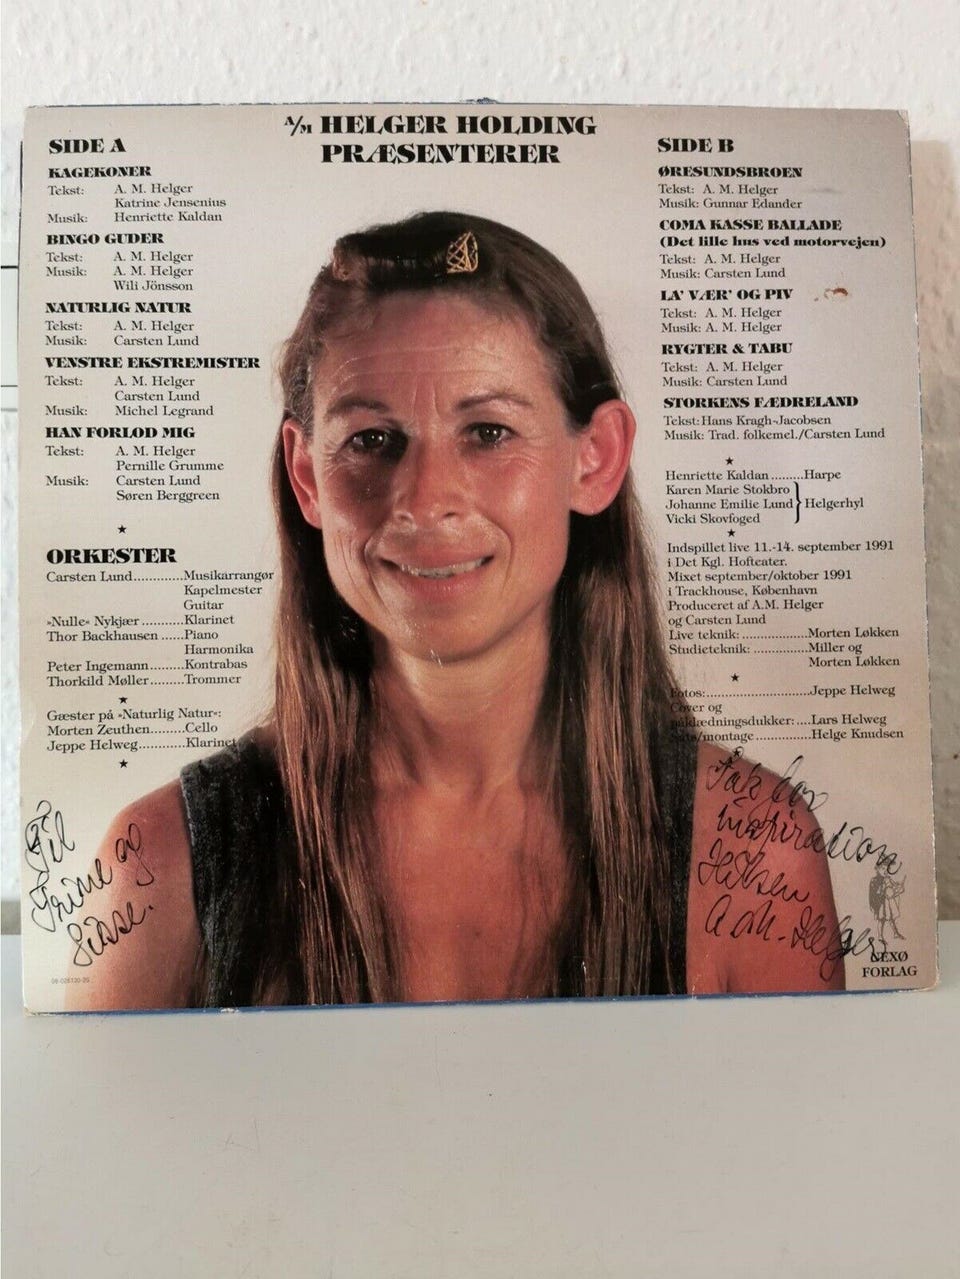 A/M HELGER HOLDING
PRÆSENTERER
SIDE A
KAGEKONER
Tekst: A. M. Helger
Katrine Jensenius
Musik: Henriette Kaldan
BINGO GUDER
Tekst: A. M. Helger
Musik: A. M. Helger
Wili Jönsson
NATURLIG NATUR
Tekst: A. M. Helger
Musik: Carsten Lund
VENSTRE EKSTREMISTER
Tekst: A. M. Helger
Carsten Lund
Musik: Michel Legrand
HAN FORLOD MIG
Tekst: A. M. Helger
Pernille Grumme
Musik: Carsten Lund
Søren Berggreen
ORKESTER
Carsten Lund.............Musikarrangør
Kapelmester
Guitar
»Nulle« Nykjær ...........Klarinet
Thor Backhausen ......Piano
Harmonika
Peter Ingemann.........Kontrabas
Thorkild Møller.........Trommer
Gæster på »Naturlig Natur«:
Morten Zeuthen.........Cello
Jeppe Helweg............Klarinet
Til
Trine og
Sisse.
SIDE B
ØRESUNDSBROEN
Tekst: A. M. Helger
Musik: Gunnar Edander
COMA KASSE BALLADE
(Det lille hus ved motorvejen)
Tekst: A. M. Helger
Musik: Carsten Lund
LA' VÆR' OG PIV
Tekst: A. M. Helger
Musik: A. M. Helger
RYGTER & TABU
Tekst: A. M. Helger
Musik: Carsten Lund
STORKENS FÆDRELAND
Tekst: Hans Kragh-Jacobsen
Musik: Trad. folkemel./Carsten Lund
Henriette Kaldan .........Harpe
Karen Marie Stokbro
Johanne Emilie Lund } Helgerhyl
Vicki Skovfoged
Indspillet live 11.-14. september 1991
i Det Kgl. Hofteater.
Mixet september/oktober 1991
i Trackhouse, København
Produceret af A.M. Helger
og Carsten Lund
Live teknik: .................Morten Løkken
Studieteknik: ..............Miller og
Morten Løkken
Fotos:...........................Jeppe Helweg
Cover og
påklædningsdukker: ....Lars Helweg
Sats/montage ..............Helge Knudsen
Tak for
inspiration
Hilsen
A.M. Helger
NEXØ
FORLAG